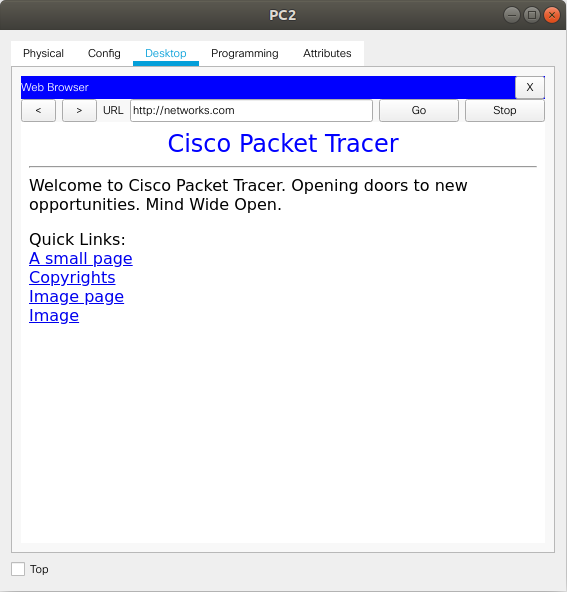 PC2
Physical Config Desktop Programming Attributes
Web Browser X
< > URL http://networks.com Go Stop
Cisco Packet Tracer
Welcome to Cisco Packet Tracer. Opening doors to new
opportunities. Mind Wide Open.
Quick Links:
A small page
Copyrights
Image page
Image
Top